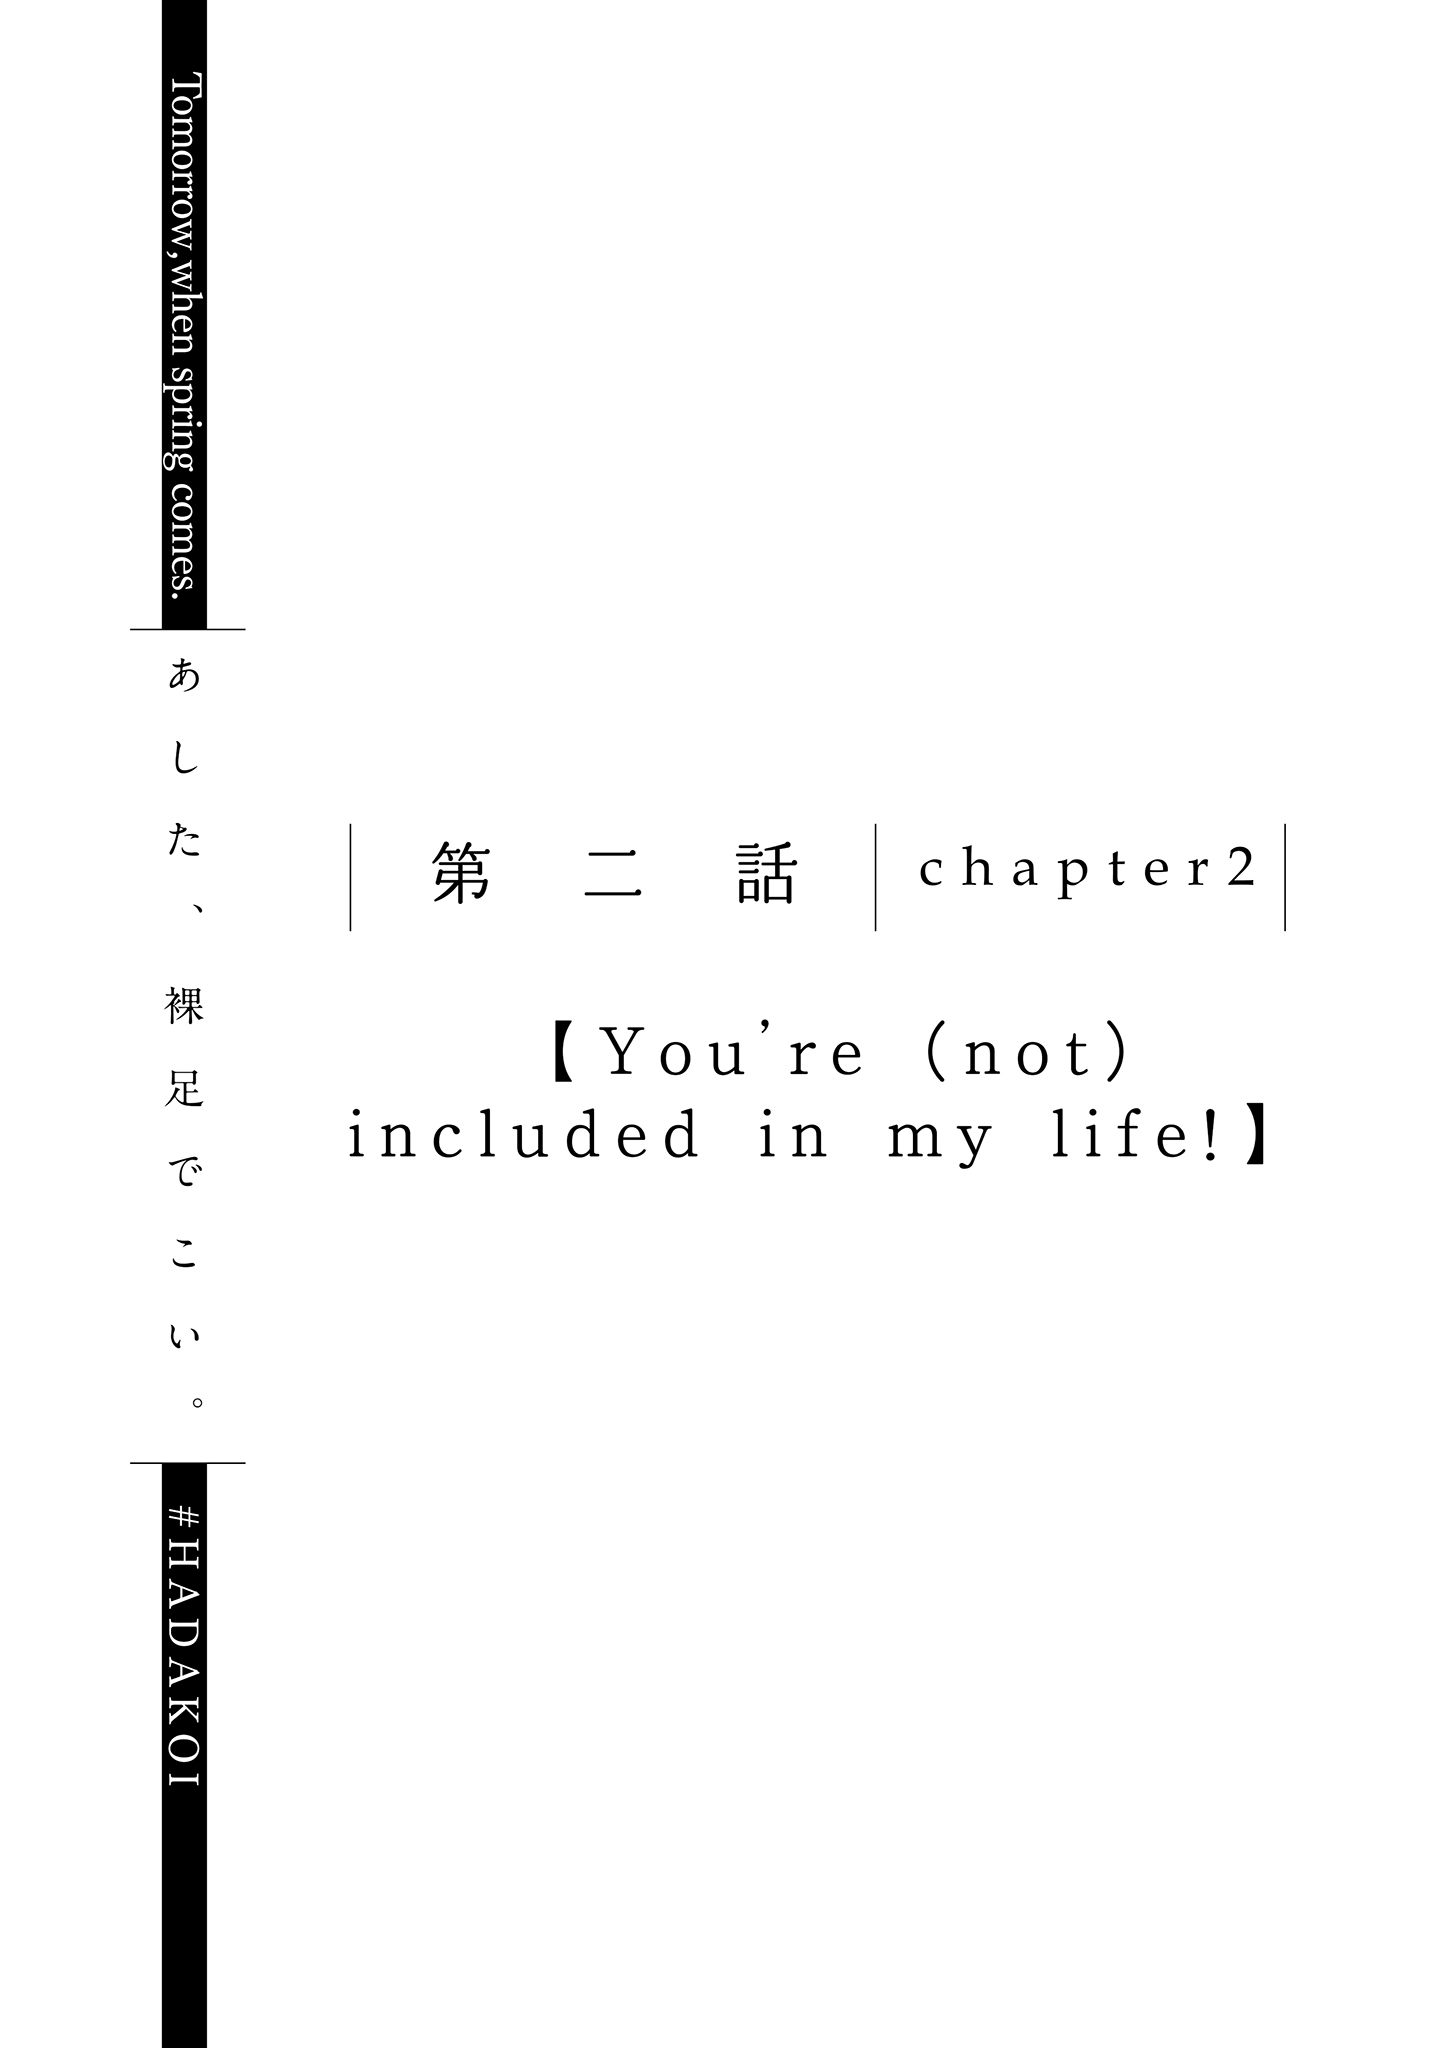 Tomorrow,when spring comes.
あした、裸足でこい。
#HADAKOI
第二話
chapter2
【You’re (not)
included in my life!】